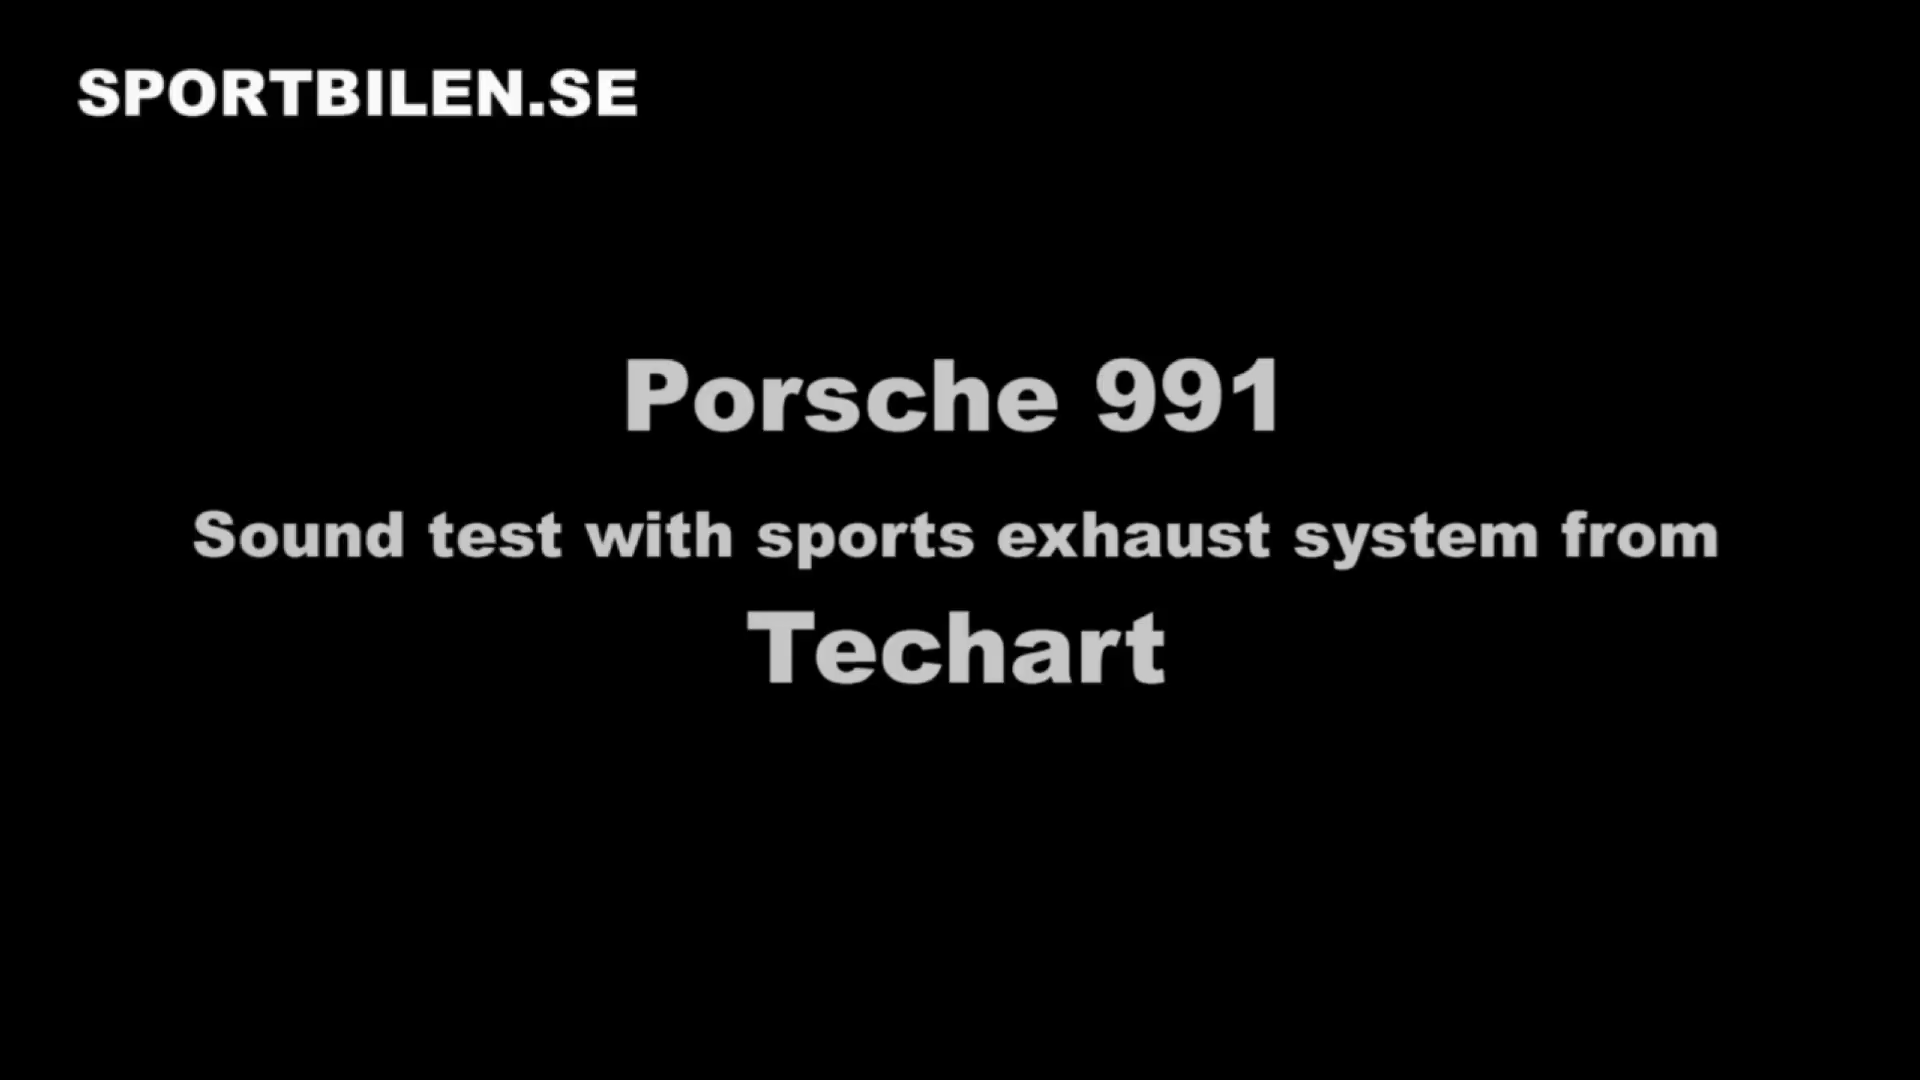 SPORTBILEN.SE
Porsche 991
Sound test with sports exhaust system from
Techart